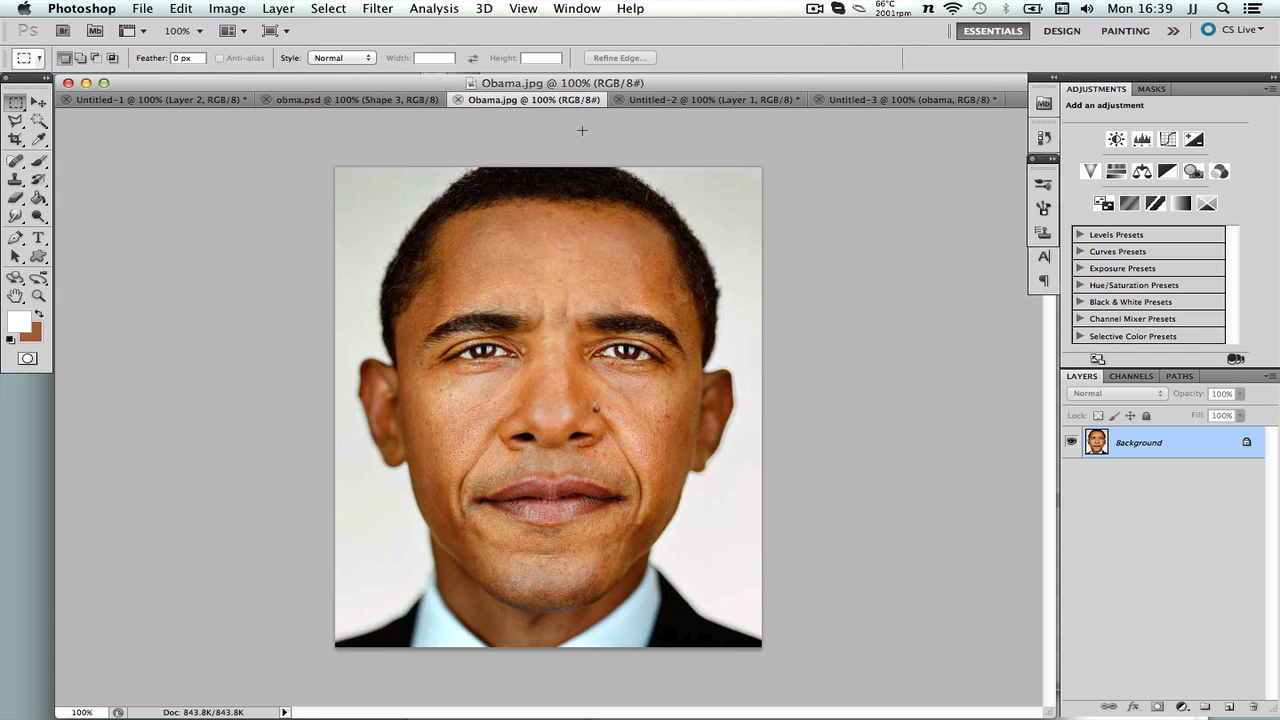 Photoshop File Edit Image Layer Select Filter Analysis 3D View Window Help 66°C 2001rpm Mon 16:39 JJ
Ps Br Mb 100% ESSENTIALS DESIGN PAINTING CS Live
Feather: 0 px Anti-alias Style: Normal Width: Height: Refine Edge...
Obama.jpg @ 100% (RGB/8#)
Untitled-1 @ 100% (Layer 2, RGB/8) * obma.psd @ 100% (Shape 3, RGB/8) Obama.jpg @ 100% (RGB/8#) Untitled-2 @ 100% (Layer 1, RGB/8) * Untitled-3 @ 100% (obama, RGB/8) *
Mb
ADJUSTMENTS MASKS
Add an adjustment
Levels Presets
Curves Presets
Exposure Presets
Hue/Saturation Presets
Black & White Presets
Channel Mixer Presets
Selective Color Presets
LAYERS CHANNELS PATHS
Normal Opacity: 100%
Lock: Fill: 100%
Background
100% Doc: 843.8K/843.8K